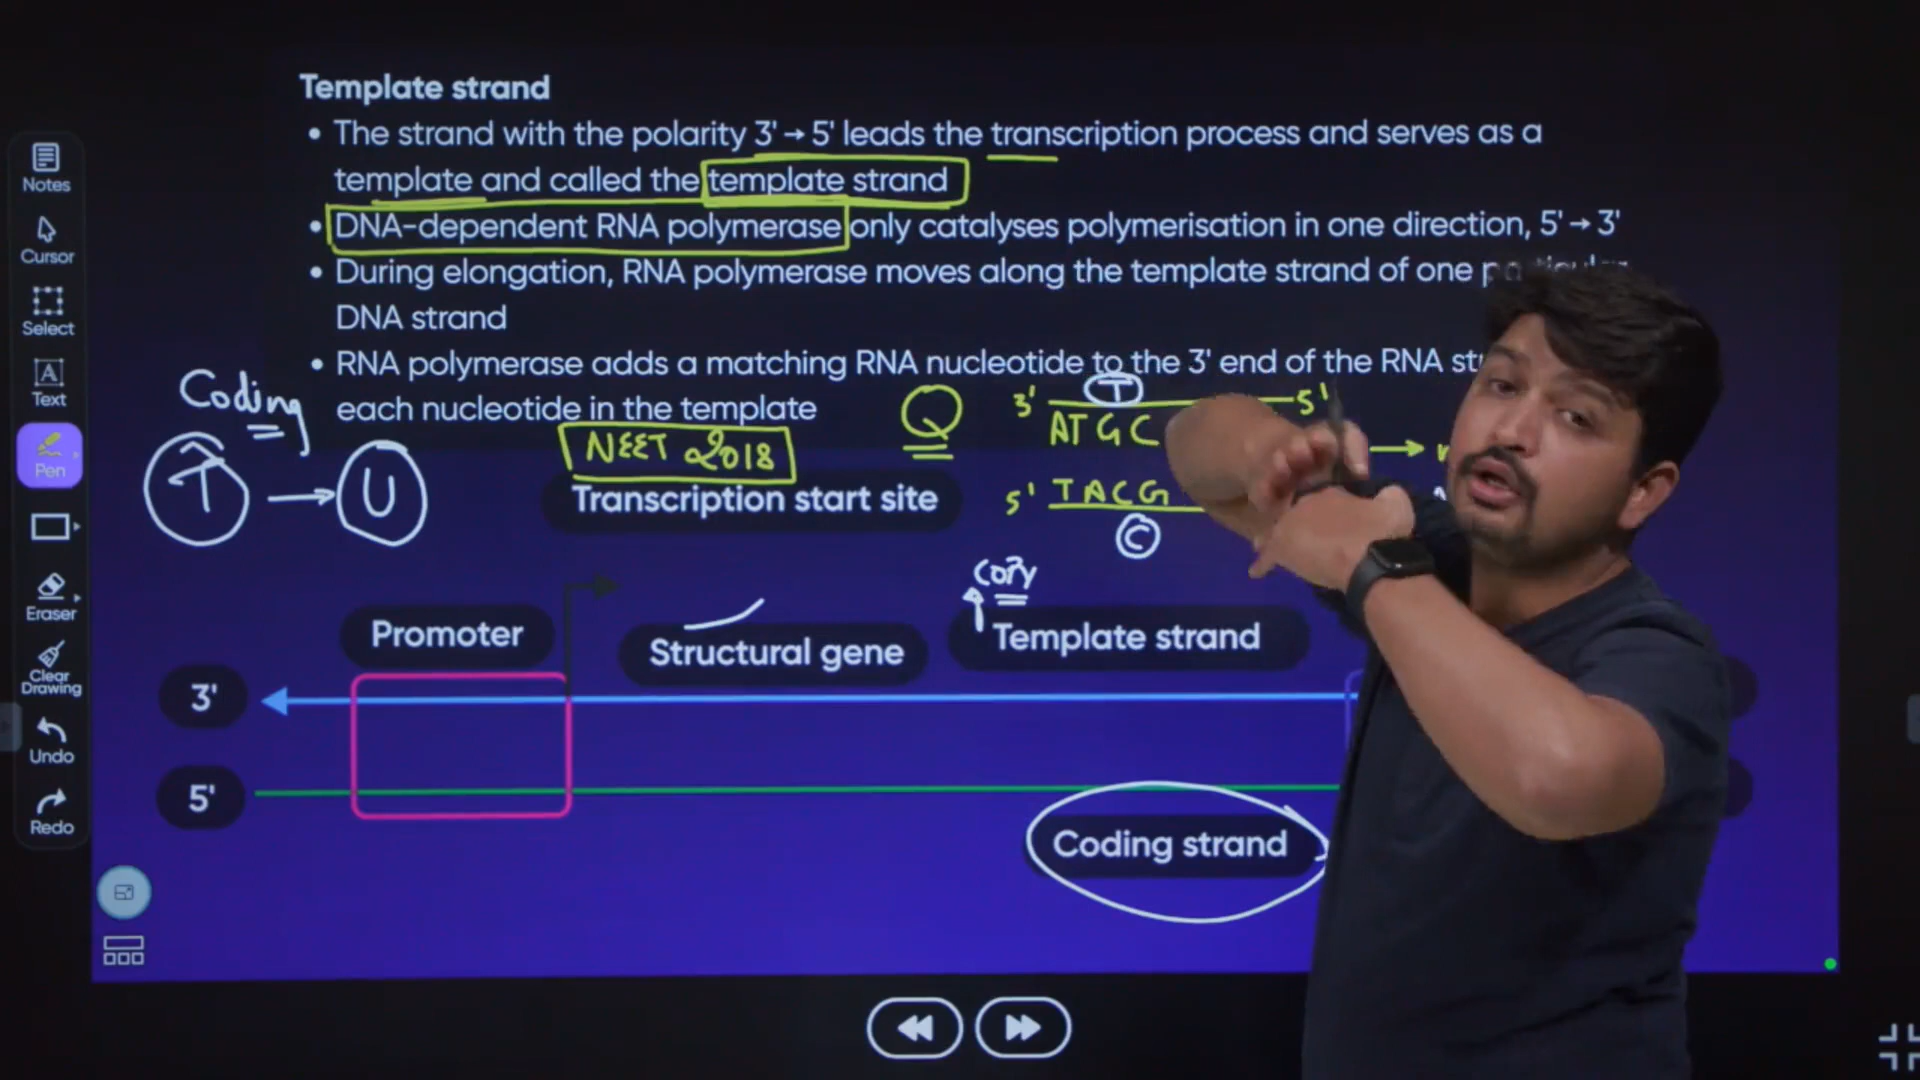 Template strand
• The strand with the polarity 3' → 5' leads the transcription process and serves as a
template and called the template strand
• DNA-dependent RNA polymerase only catalyses polymerisation in one direction, 5' → 3'
• During elongation, RNA polymerase moves along the template strand of one particular
DNA strand
• RNA polymerase adds a matching RNA nucleotide to the 3' end of the RNA
each nucleotide in the template
Coding
T → U
NEET 2018
Q
3' T 5'
ATGC
5' TACG
C
Transcription start site
Copy
Promoter
Structural gene
Template strand
3'
5'
Coding strand
Notes
Cursor
Select
Text
Pen
Eraser
Clear
Drawing
Undo
Redo